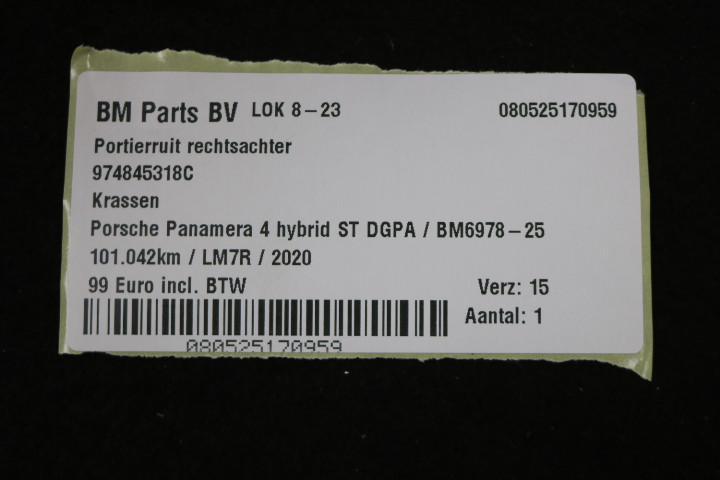 BM Parts BV LOK 8-23 080525170959
Portierruit rechtsachter
974845318C
Krassen
Porsche Panamera 4 hybrid ST DGPA / BM6978-25
101.042km / LM7R / 2020
99 Euro incl. BTW Verz: 15
Aantal: 1
080525170959